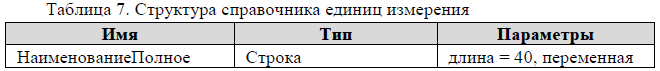 Таблица 7. Структура справочника единиц измерения
Имя Тип Параметры
НаименованиеПолное Строка длина = 40, переменная